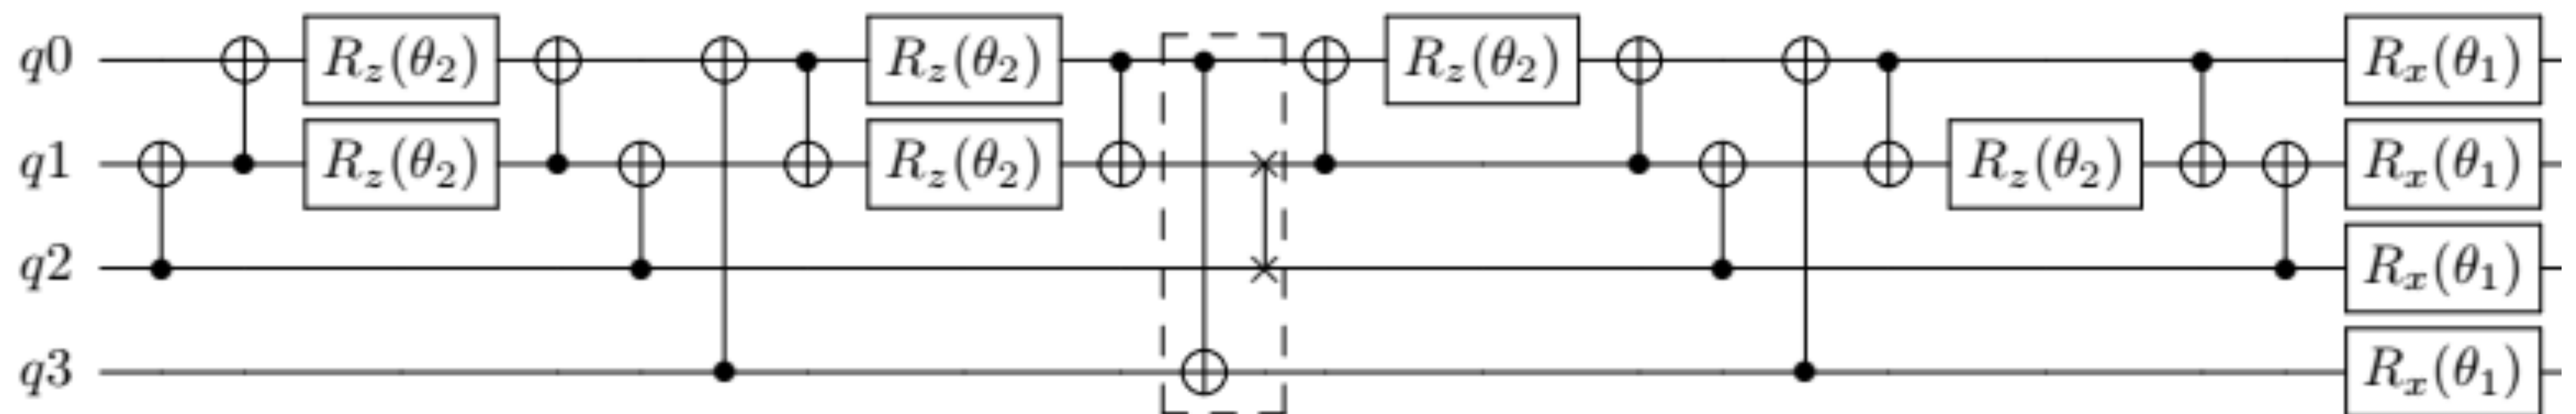 q0 R_z(θ_2) R_z(θ_2) R_z(θ_2) R_x(θ_1)
q1 R_z(θ_2) R_z(θ_2) R_z(θ_2) R_x(θ_1)
q2 R_x(θ_1)
q3 R_x(θ_1)